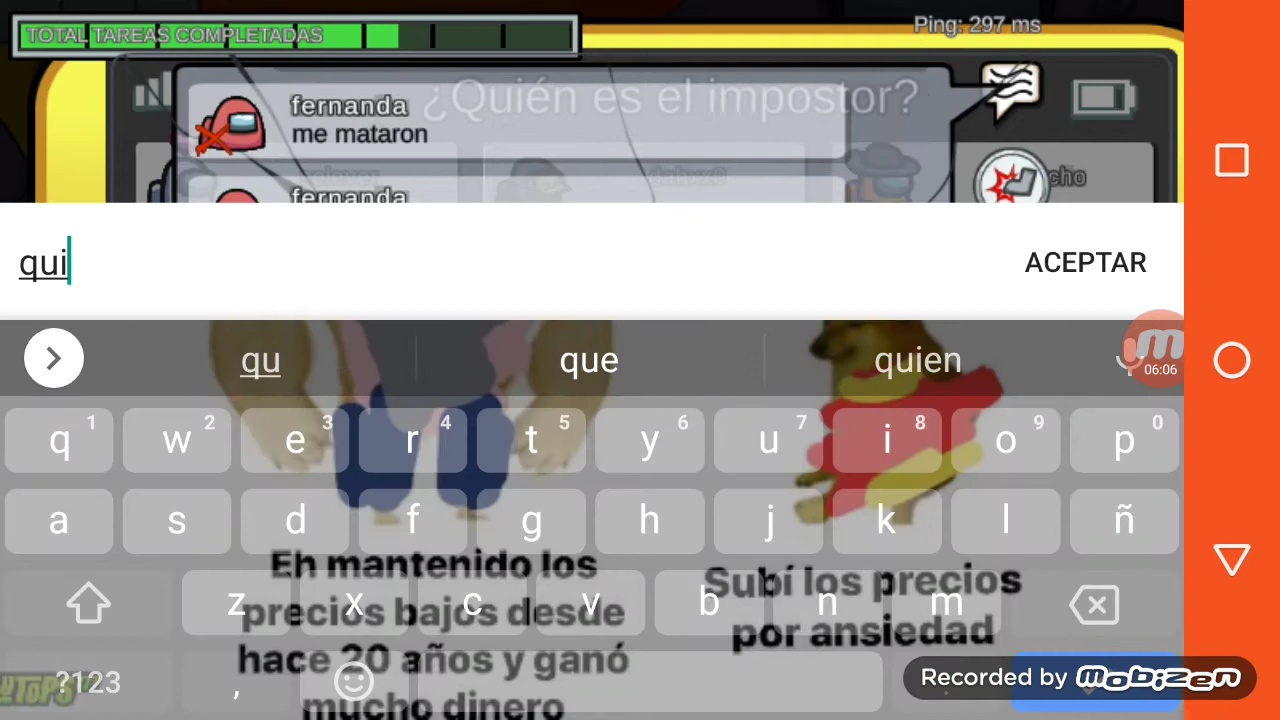 TOTAL TAREAS COMPLETADAS
Ping: 297 ms
¿Quién es el impostor?
fernanda
me mataron
fernanda
cho
qui
ACEPTAR
qu
que
quien
06:06
q 1 w 2 e 3 r 4 t 5 y 6 u 7 i 8 o 9 p 0
a s d f g h j k l ñ
z x c v b n m
?123 , .
Eh mantenido los
precios bajos desde
hace 20 años y ganó
mucho dinero
Subí los precios
por ansiedad
Recorded by mobizen